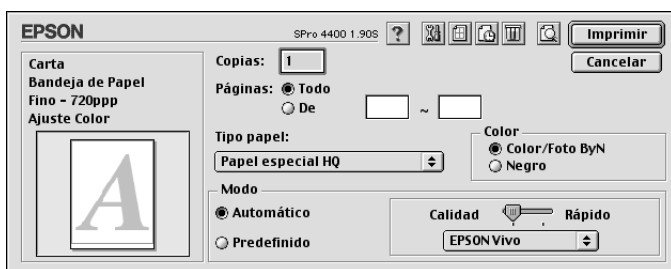 EPSON
SPro 4400 1.90S
?
Imprimir
Cancelar
Carta
Bandeja de Papel
Fino - 720ppp
Ajuste Color
A
Copias: 1
Páginas: Todo
De ~
Tipo papel:
Papel especial HQ
Color
Color/Foto ByN
Negro
Modo
Automático
Predefinido
Calidad Rápido
EPSON Vivo